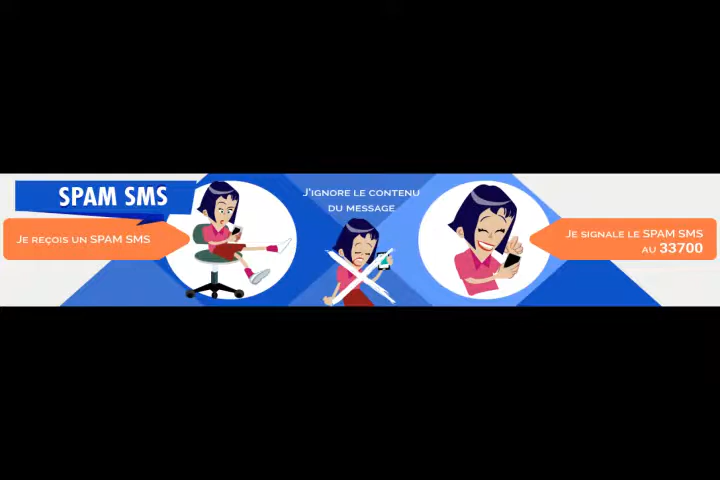 SPAM SMS
JE REÇOIS UN SPAM SMS
J'IGNORE LE CONTENU
DU MESSAGE
JE SIGNALE LE SPAM SMS
AU 33700